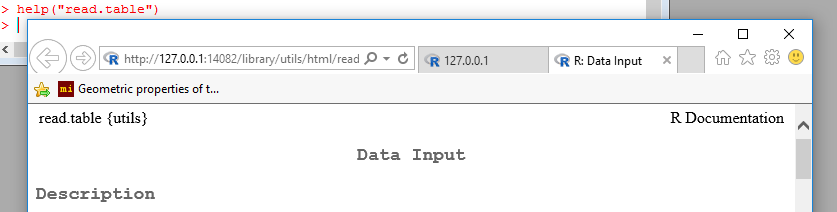 > help("read.table")
>
http://127.0.0.1:14082/library/utils/html/read
127.0.0.1
R: Data Input
mi Geometric properties of t...
read.table {utils}
R Documentation
Data Input
Description